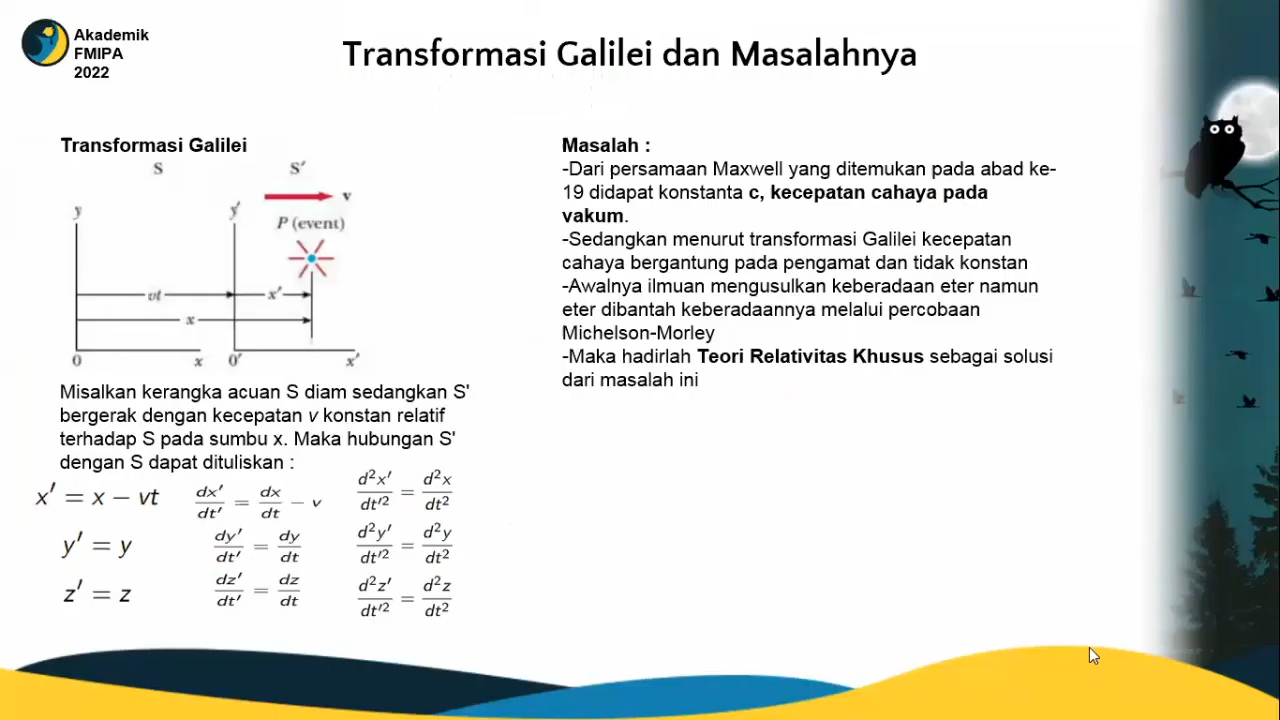 Akademik
FMIPA
2022
Transformasi Galilei dan Masalahnya
Transformasi Galilei
S S′
v
y y′
P (event)
vt x′
x
0 x 0′ x′
Misalkan kerangka acuan S diam sedangkan S'
bergerak dengan kecepatan v konstan relatif
terhadap S pada sumbu x. Maka hubungan S'
dengan S dapat dituliskan :
x′ = x − vt
y′ = y
z′ = z
dx′/dt′ = dx/dt − v
dy′/dt′ = dy/dt
dz′/dt′ = dz/dt
d²x′/dt′² = d²x/dt²
d²y′/dt′² = d²y/dt²
d²z′/dt′² = d²z/dt²
Masalah :
-Dari persamaan Maxwell yang ditemukan pada abad ke-
19 didapat konstanta c, kecepatan cahaya pada
vakum.
-Sedangkan menurut transformasi Galilei kecepatan
cahaya bergantung pada pengamat dan tidak konstan
-Awalnya ilmuan mengusulkan keberadaan eter namun
eter dibantah keberadaannya melalui percobaan
Michelson-Morley
-Maka hadirlah Teori Relativitas Khusus sebagai solusi
dari masalah ini